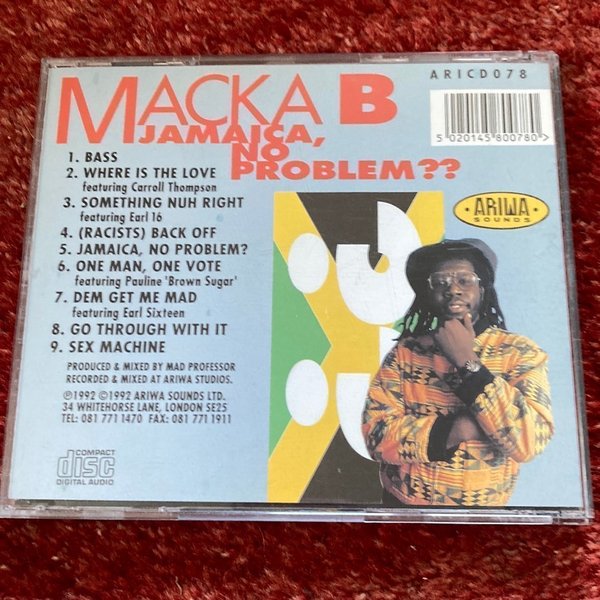 ARICD078
MACKA B
JAMAICA,
NO
PROBLEM??
5 020145 800780>
1. BASS
2. WHERE IS THE LOVE
featuring Carroll Thompson
3. SOMETHING NUH RIGHT
featuring Earl 16
4. (RACISTS) BACK OFF
5. JAMAICA, NO PROBLEM?
6. ONE MAN, ONE VOTE
featuring Pauline 'Brown Sugar'
7. DEM GET ME MAD
featuring Earl Sixteen
8. GO THROUGH WITH IT
9. SEX MACHINE
• ARIWA •
SOUNDS
PRODUCED & MIXED BY MAD PROFESSOR
RECORDED & MIXED AT ARIWA STUDIOS.
℗1992 ©1992 ARIWA SOUNDS LTD.
34 WHITEHORSE LANE, LONDON SE25
TEL: 081 771 1470 FAX: 081 771 1911
COMPACT
disc
DIGITAL AUDIO